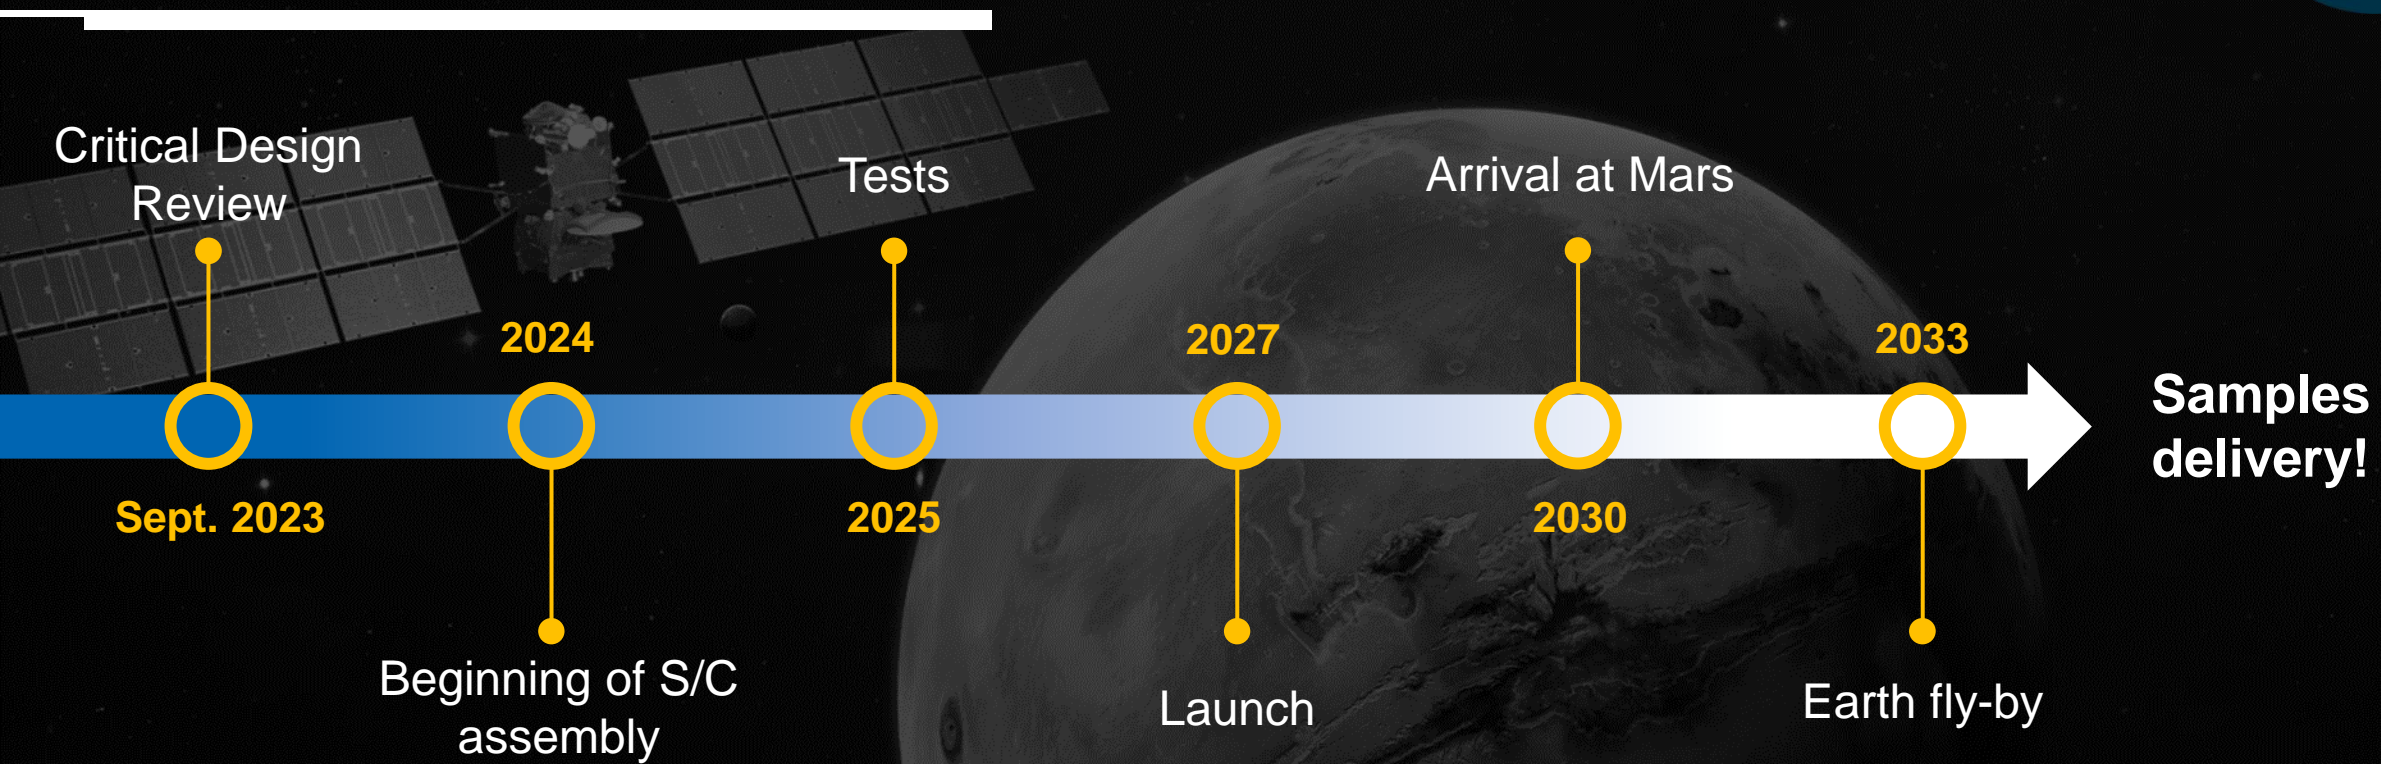 Critical Design
Review
Sept. 2023
2024
Beginning of S/C
assembly
Tests
2025
2027
Launch
Arrival at Mars
2030
2033
Earth fly-by
Samples
delivery!